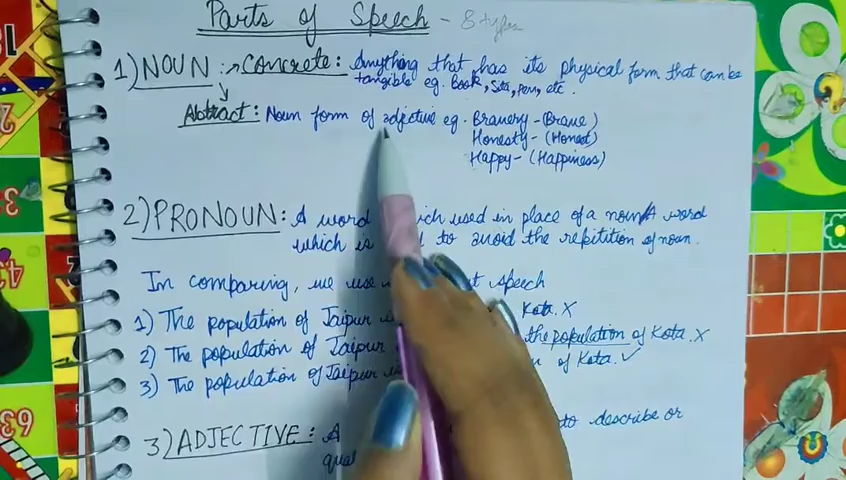 Parts of Speech - 8 types
1) NOUN :→ Concrete : Anything that has its physical form that can be
tangible eg. Book, Sita, Pen, etc.
Abstract : Noun form of adjective eg. Bravery - (Brave)
Honesty - (Honest)
Happy - (Happiness)
2) PRONOUN : A word which used in place of a noun/A word
which is to avoid the repitition of noun.
In comparing, we use speech
1) The population of Jaipur Kota. X
2) The population of Jaipur the population of Kota. X
3) The population of Jaipur of Kota. ✓
3) ADJECTIVE : A to describe or
qual
63